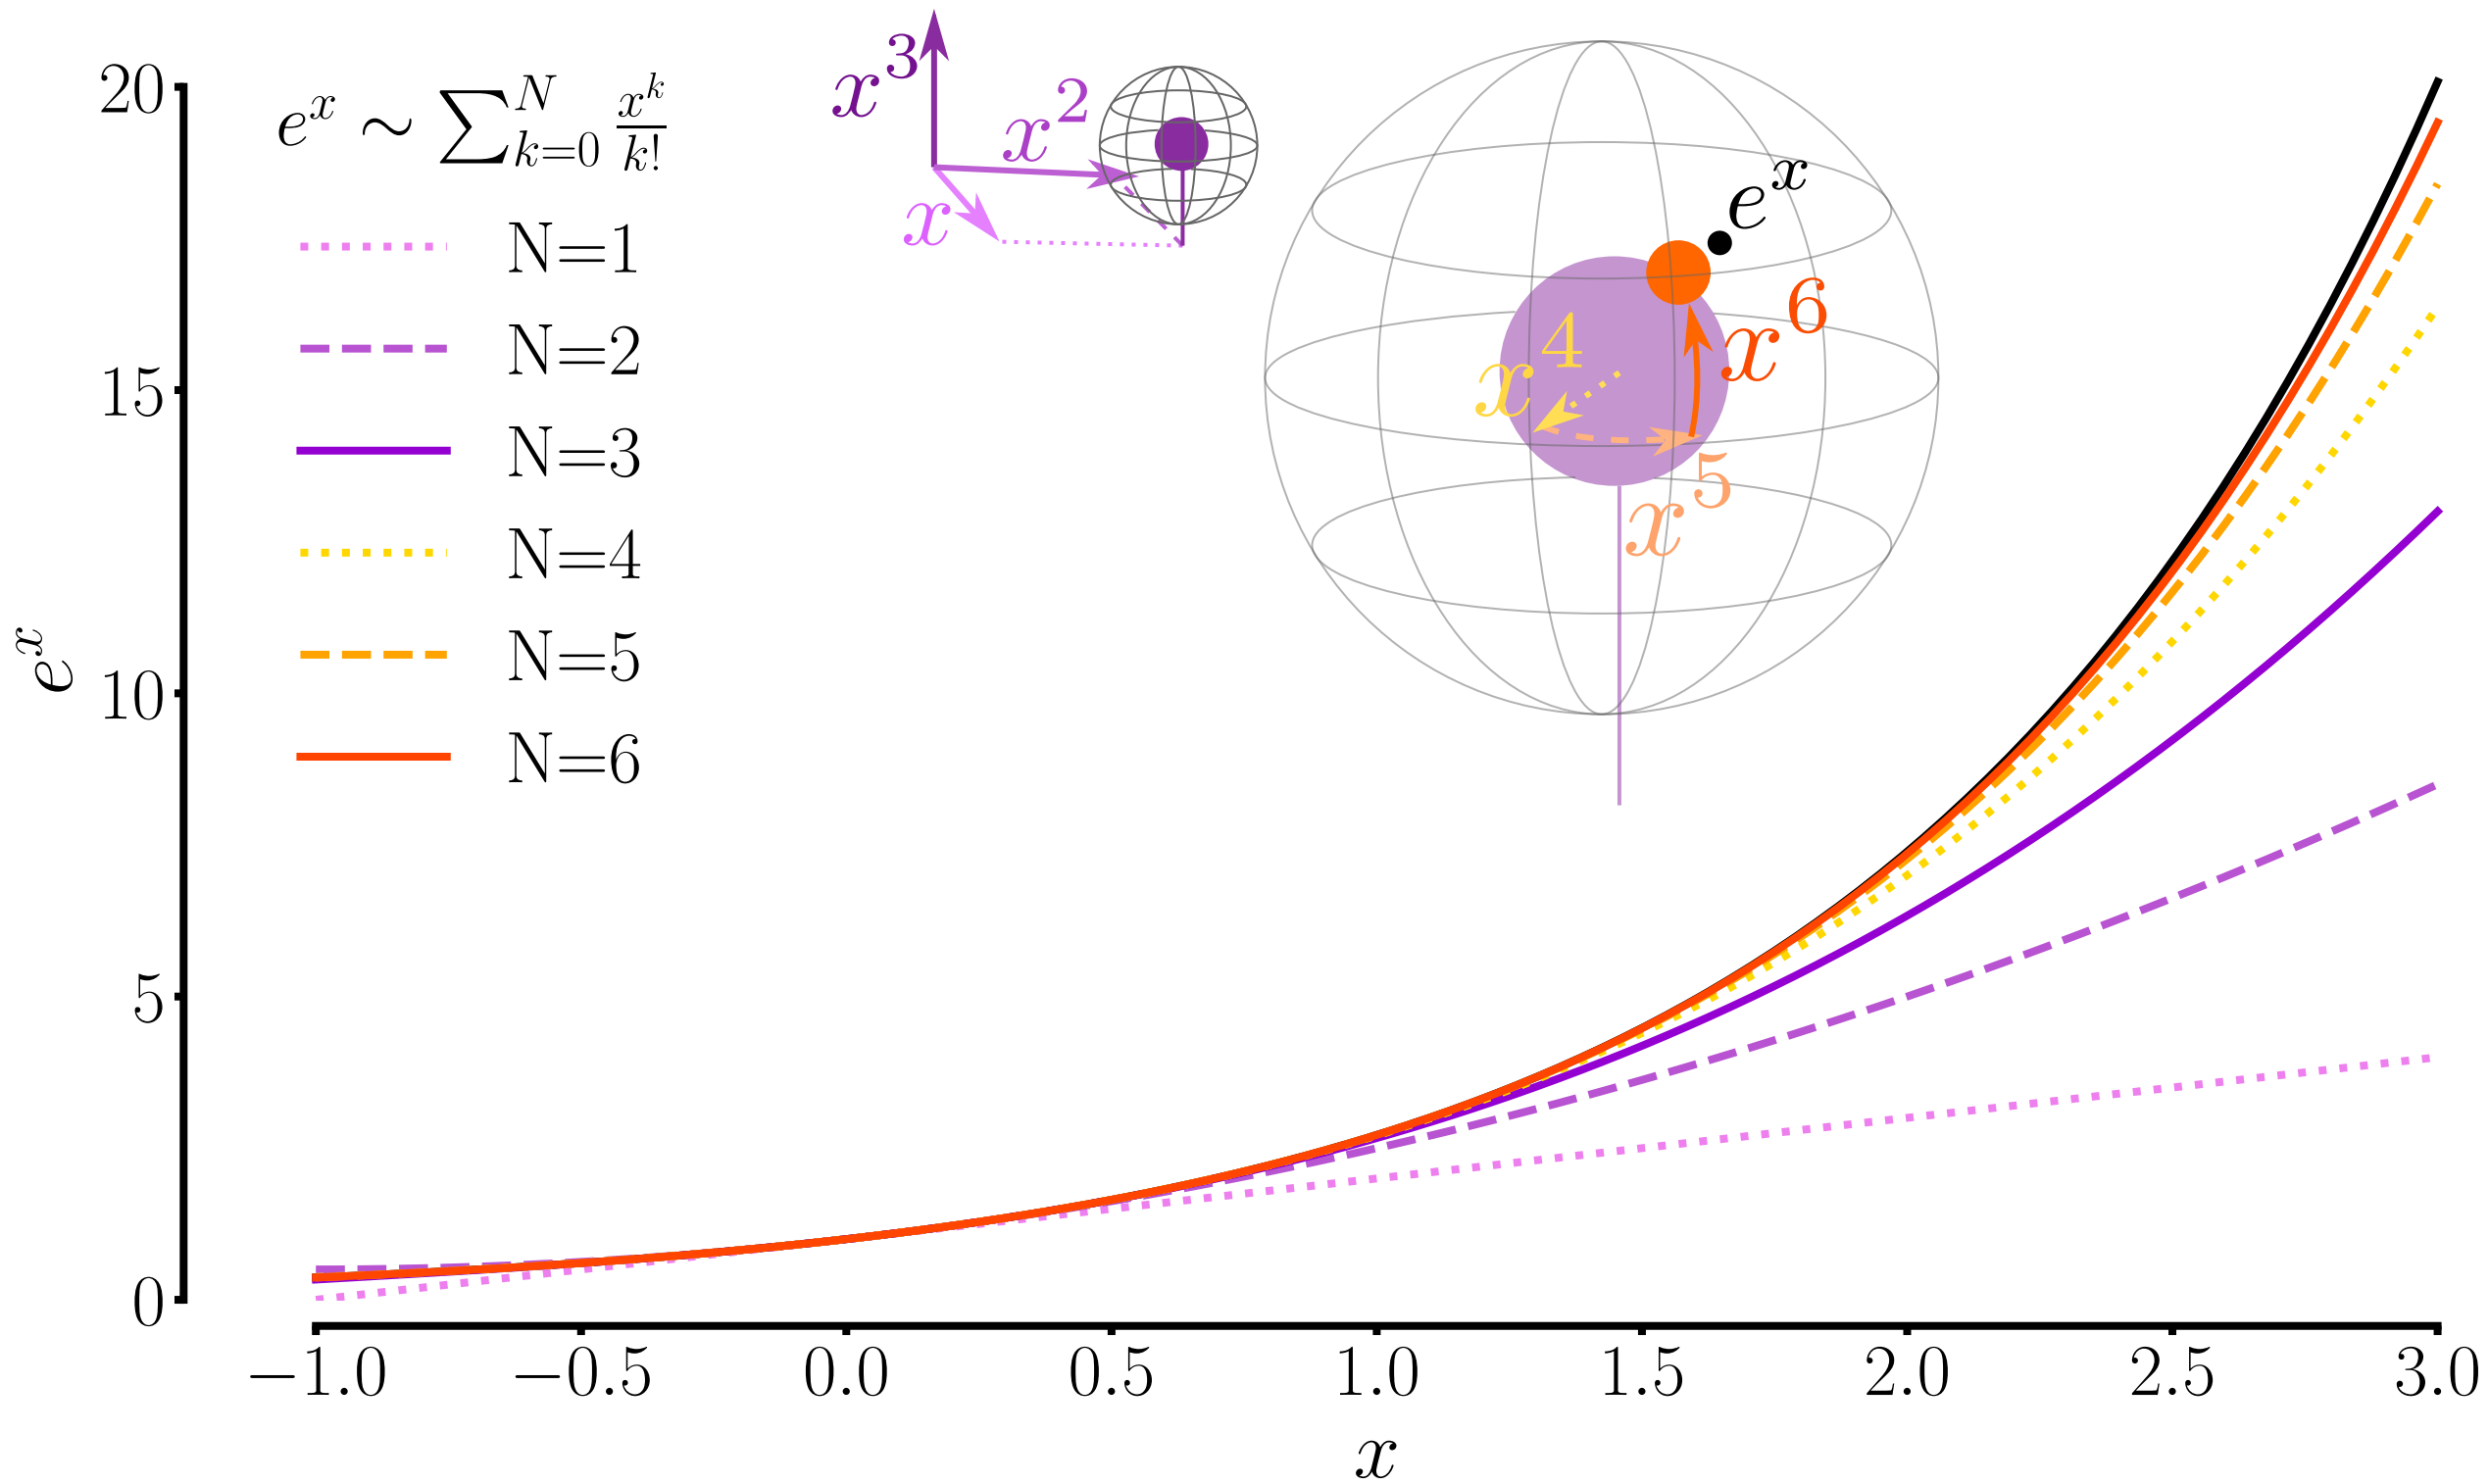 e^x ∼ ∑_{k=0}^{N} x^k/k!
N=1
N=2
N=3
N=4
N=5
N=6
x^3
x^2
x
e^x
x^6
x^4
x^5
e^x
20
15
10
5
0
−1.0 −0.5 0.0 0.5 1.0 1.5 2.0 2.5 3.0
x